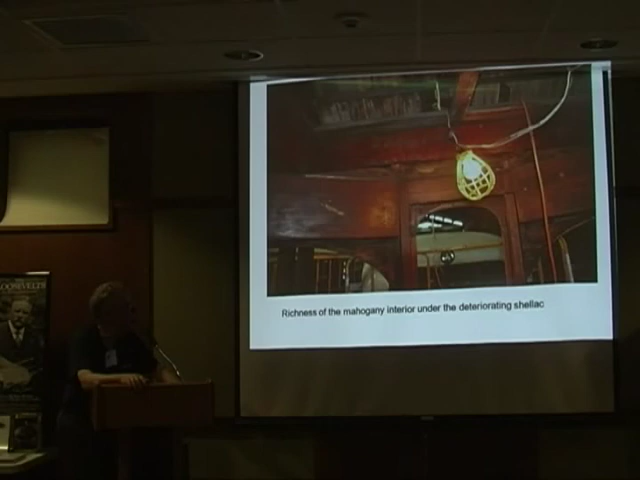 Richness of the mahogany interior under the deteriorating shellac